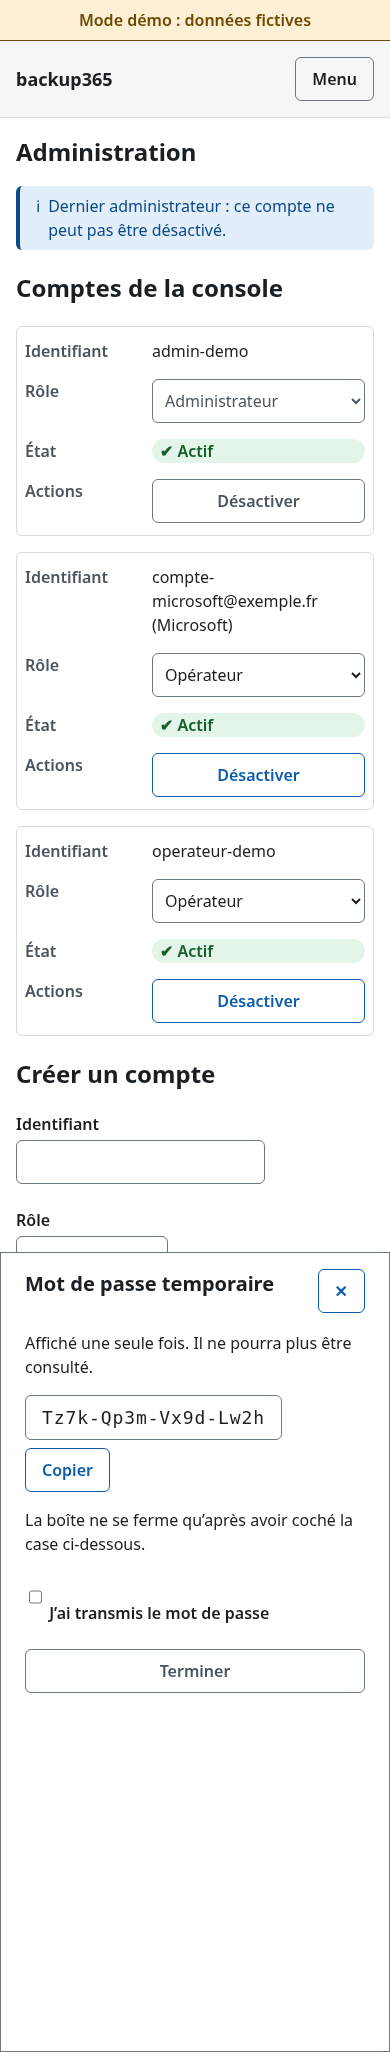 Mode démo : données fictives
backup365
Menu
Administration
i Dernier administrateur : ce compte ne
peut pas être désactivé.
Comptes de la console
Identifiant admin-demo
Rôle Administrateur
État ✔ Actif
Actions Désactiver
Identifiant compte-
microsoft@exemple.fr
(Microsoft)
Rôle Opérateur
État ✔ Actif
Actions Désactiver
Identifiant operateur-demo
Rôle Opérateur
État ✔ Actif
Actions Désactiver
Créer un compte
Identifiant
Rôle
Mot de passe temporaire
×
Affiché une seule fois. Il ne pourra plus être
consulté.
Tz7k-Qp3m-Vx9d-Lw2h
Copier
La boîte ne se ferme qu’après avoir coché la
case ci-dessous.
J’ai transmis le mot de passe
Terminer